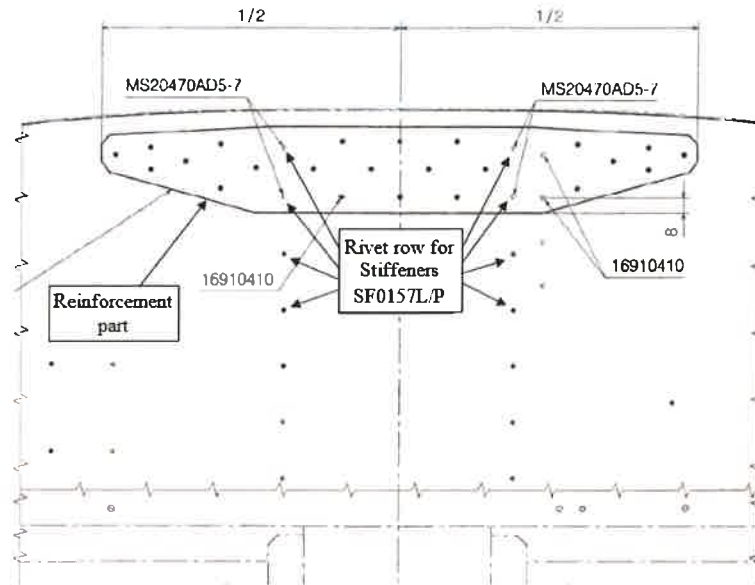 1/2
1/2
MS20470AD5-7
MS20470AD5-7
8
16910410
16910410
Rivet row for
Stiffeners
SF0157L/P
Reinforcement
part